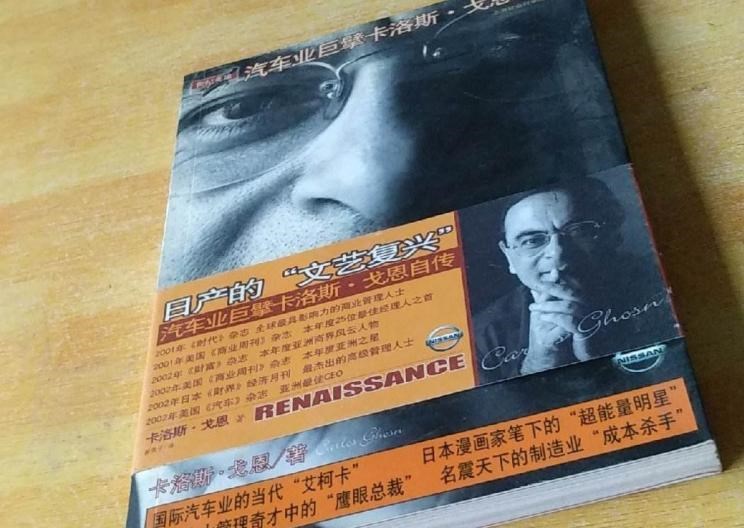 汽车业巨擘卡洛斯·戈恩
日产的“文艺复兴”
汽车业巨擘卡洛斯·戈恩自传
2001年《时代》杂志 全球最具影响力的商业管理人士
2001年美国《商业周刊》杂志 本年度25位最佳经理人之首
2002年《财富》杂志 本年度亚洲商界风云人物
2002年美国《商业周刊》杂志 本年度亚洲之星
2002年日本《财界》经济月刊 最杰出的高级管理人士
2002年美国《汽车》杂志 亚洲最佳CEO
卡洛斯·戈恩 著
RENAISSANCE
NISSAN
Carlos Ghosn
NISSAN
卡洛斯·戈恩/著
Carlos Ghosn
国际汽车业的当代“艾柯卡”
日本漫画家笔下的“超能量明星”
管理奇才中的“鹰眼总裁”
名震天下的制造业“成本杀手”